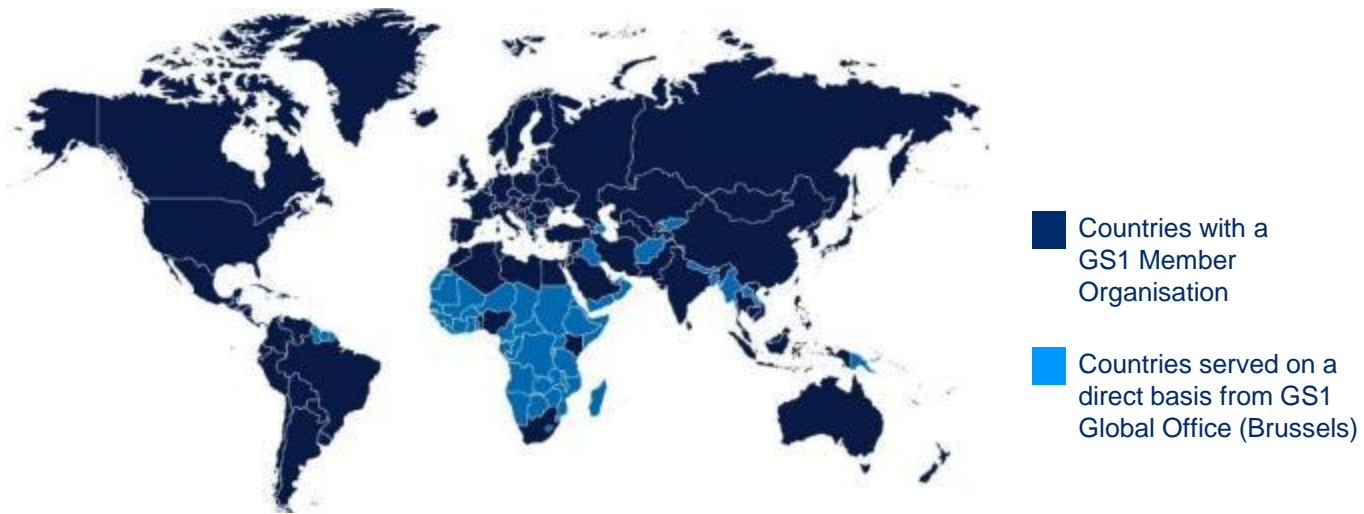 Countries with a
GS1 Member
Organisation
Countries served on a
direct basis from GS1
Global Office (Brussels)